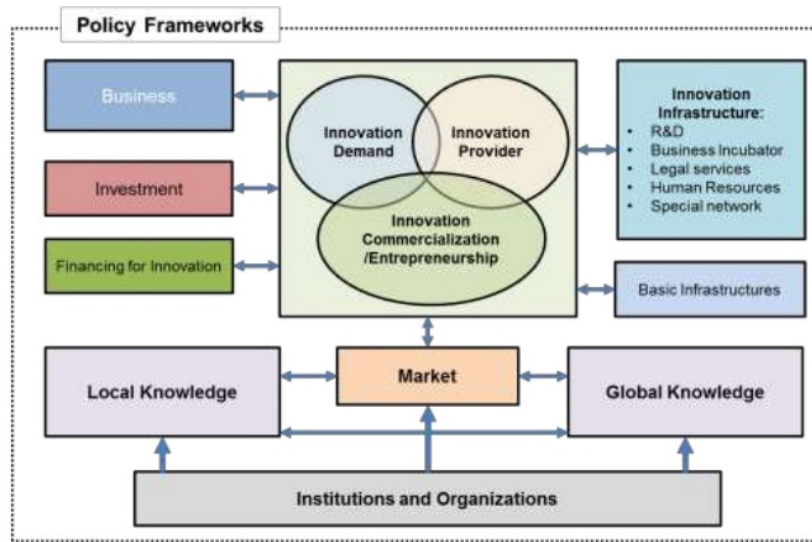 Policy Frameworks
Business
Investment
Financing for Innovation
Innovation
Demand
Innovation
Provider
Innovation
Commercialization
/Entrepreneurship
Innovation
Infrastructure:
• R&D
• Business Incubator
• Legal services
• Human Resources
• Special network
Basic Infrastructures
Local Knowledge
Market
Global Knowledge
Institutions and Organizations